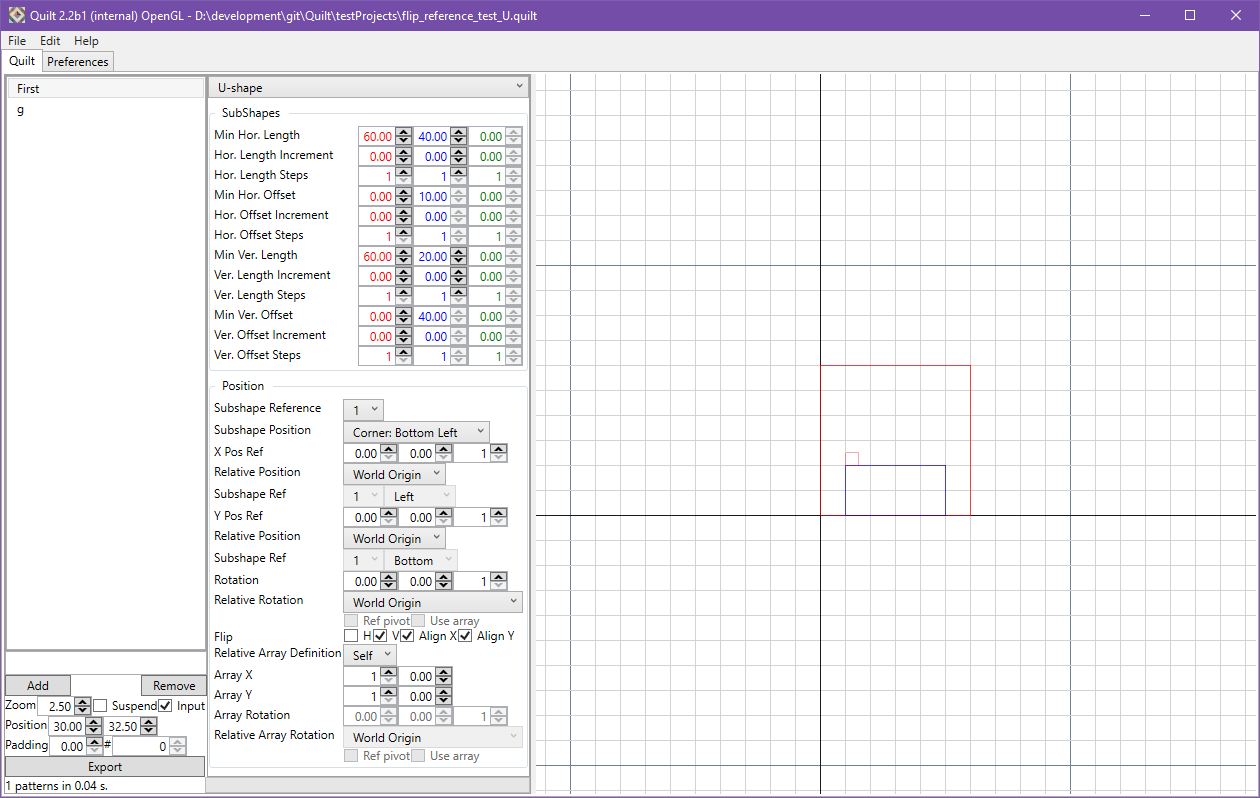 Quilt 2.2b1 (internal) OpenGL - D:\development\git\Quilt\testProjects\flip_reference_test_U.quilt
File Edit Help
Quilt Preferences
First
g
Add Remove
Zoom 2.50 Suspend Input
Position 30.00 32.50
Padding 0.00 # 0
Export
1 patterns in 0.04 s.
U-shape
SubShapes
Min Hor. Length 60.00 40.00 0.00
Hor. Length Increment 0.00 0.00 0.00
Hor. Length Steps 1 1 1
Min Hor. Offset 0.00 10.00 0.00
Hor. Offset Increment 0.00 0.00 0.00
Hor. Offset Steps 1 1 1
Min Ver. Length 60.00 20.00 0.00
Ver. Length Increment 0.00 0.00 0.00
Ver. Length Steps 1 1 1
Min Ver. Offset 0.00 40.00 0.00
Ver. Offset Increment 0.00 0.00 0.00
Ver. Offset Steps 1 1 1
Position
Subshape Reference 1
Subshape Position Corner: Bottom Left
X Pos Ref 0.00 0.00 1
Relative Position World Origin
Subshape Ref 1 Left
Y Pos Ref 0.00 0.00 1
Relative Position World Origin
Subshape Ref 1 Bottom
Rotation 0.00 0.00 1
Relative Rotation World Origin
Ref pivot Use array
Flip H V Align X Align Y
Relative Array Definition Self
Array X 1 0.00
Array Y 1 0.00
Array Rotation 0.00 0.00 1
Relative Array Rotation World Origin
Ref pivot Use array